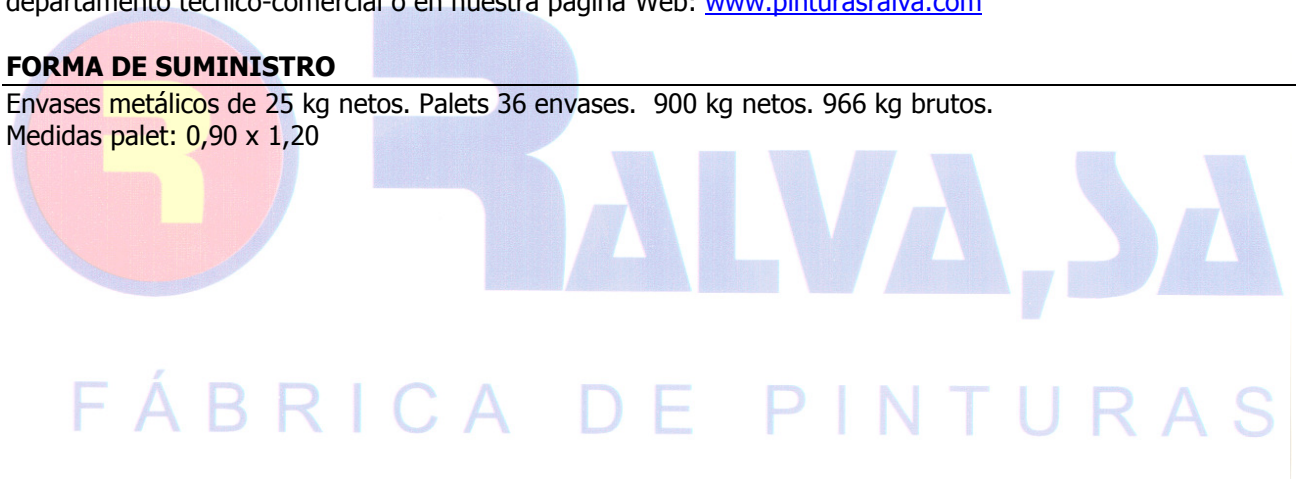 departamento técnico-comercial o en nuestra página Web: www.pinturasralva.com
FORMA DE SUMINISTRO
Envases metálicos de 25 kg netos. Palets 36 envases.  900 kg netos. 966 kg brutos.
Medidas palet: 0,90 x 1,20
RALVA,SA
FÁBRICA DE PINTURAS